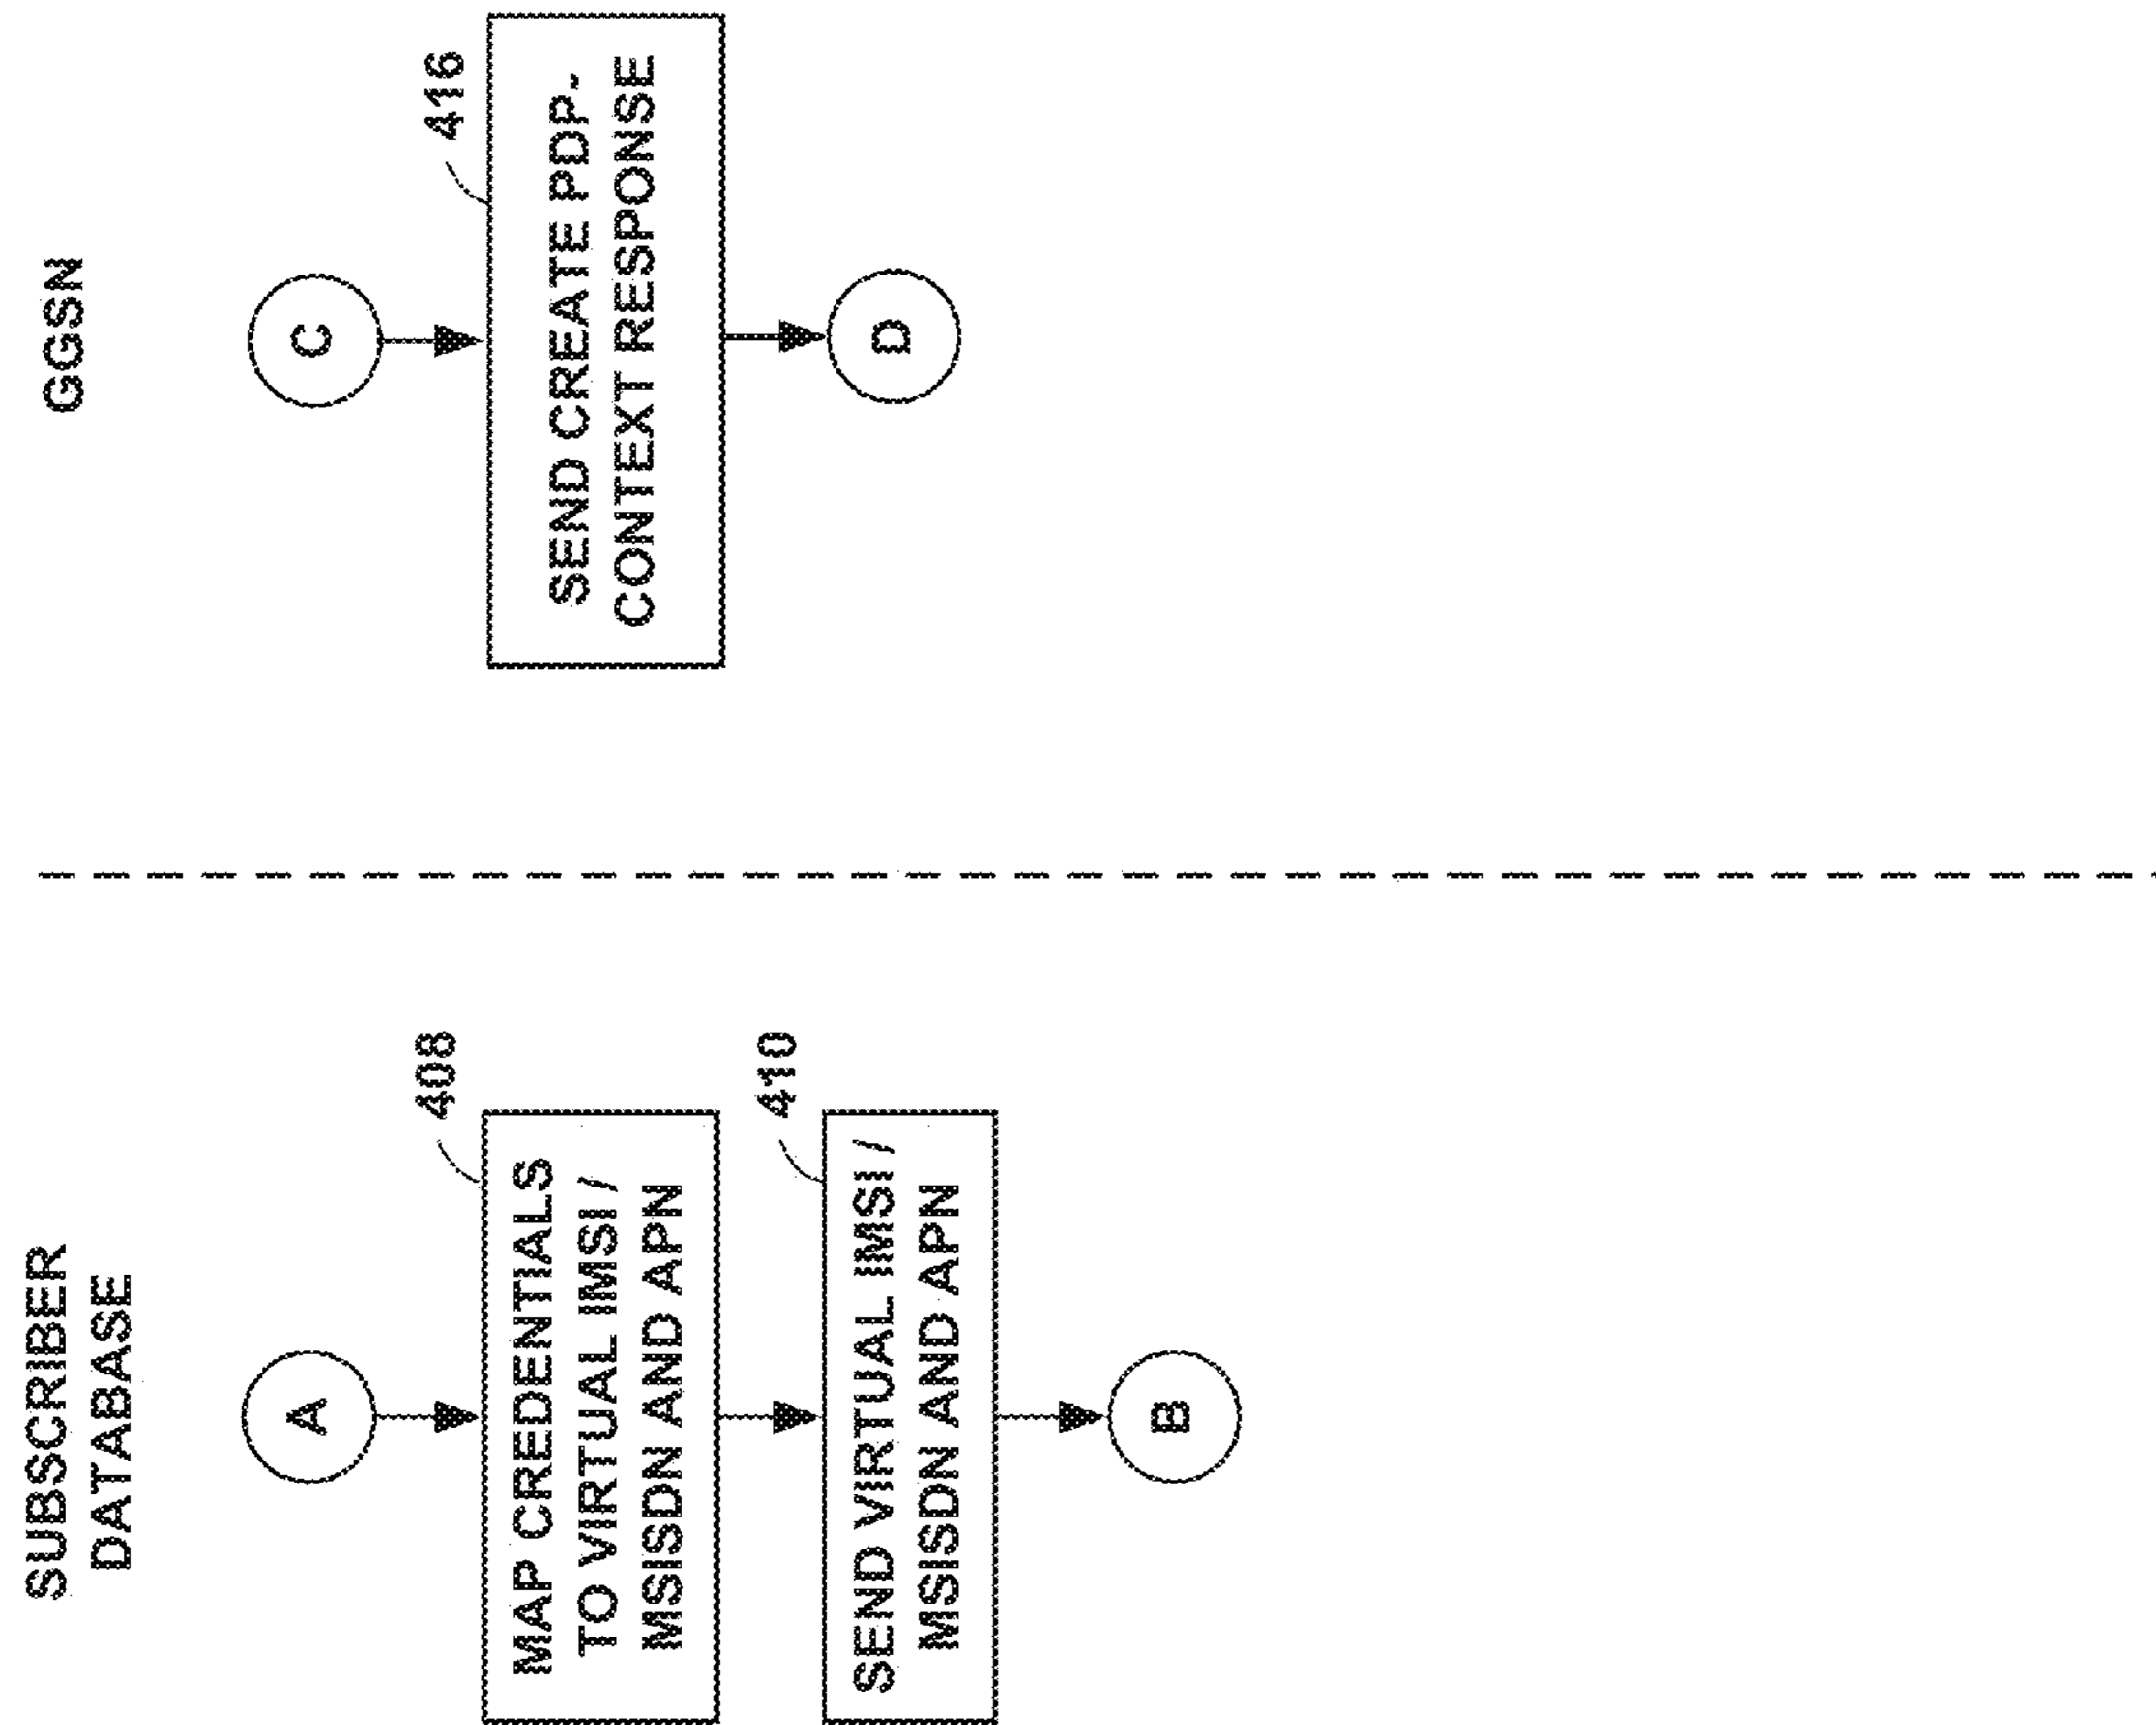 SUBSCRIBER
DATABASE
A
408
MAP CREDENTIALS
TO VIRTUAL IMSI /
MSISDN AND APN
410
SEND VIRTUAL IMSI /
MSISDN AND APN
B
GGSN
C
416
SEND CREATE PDP-
CONTEXT RESPONSE
D